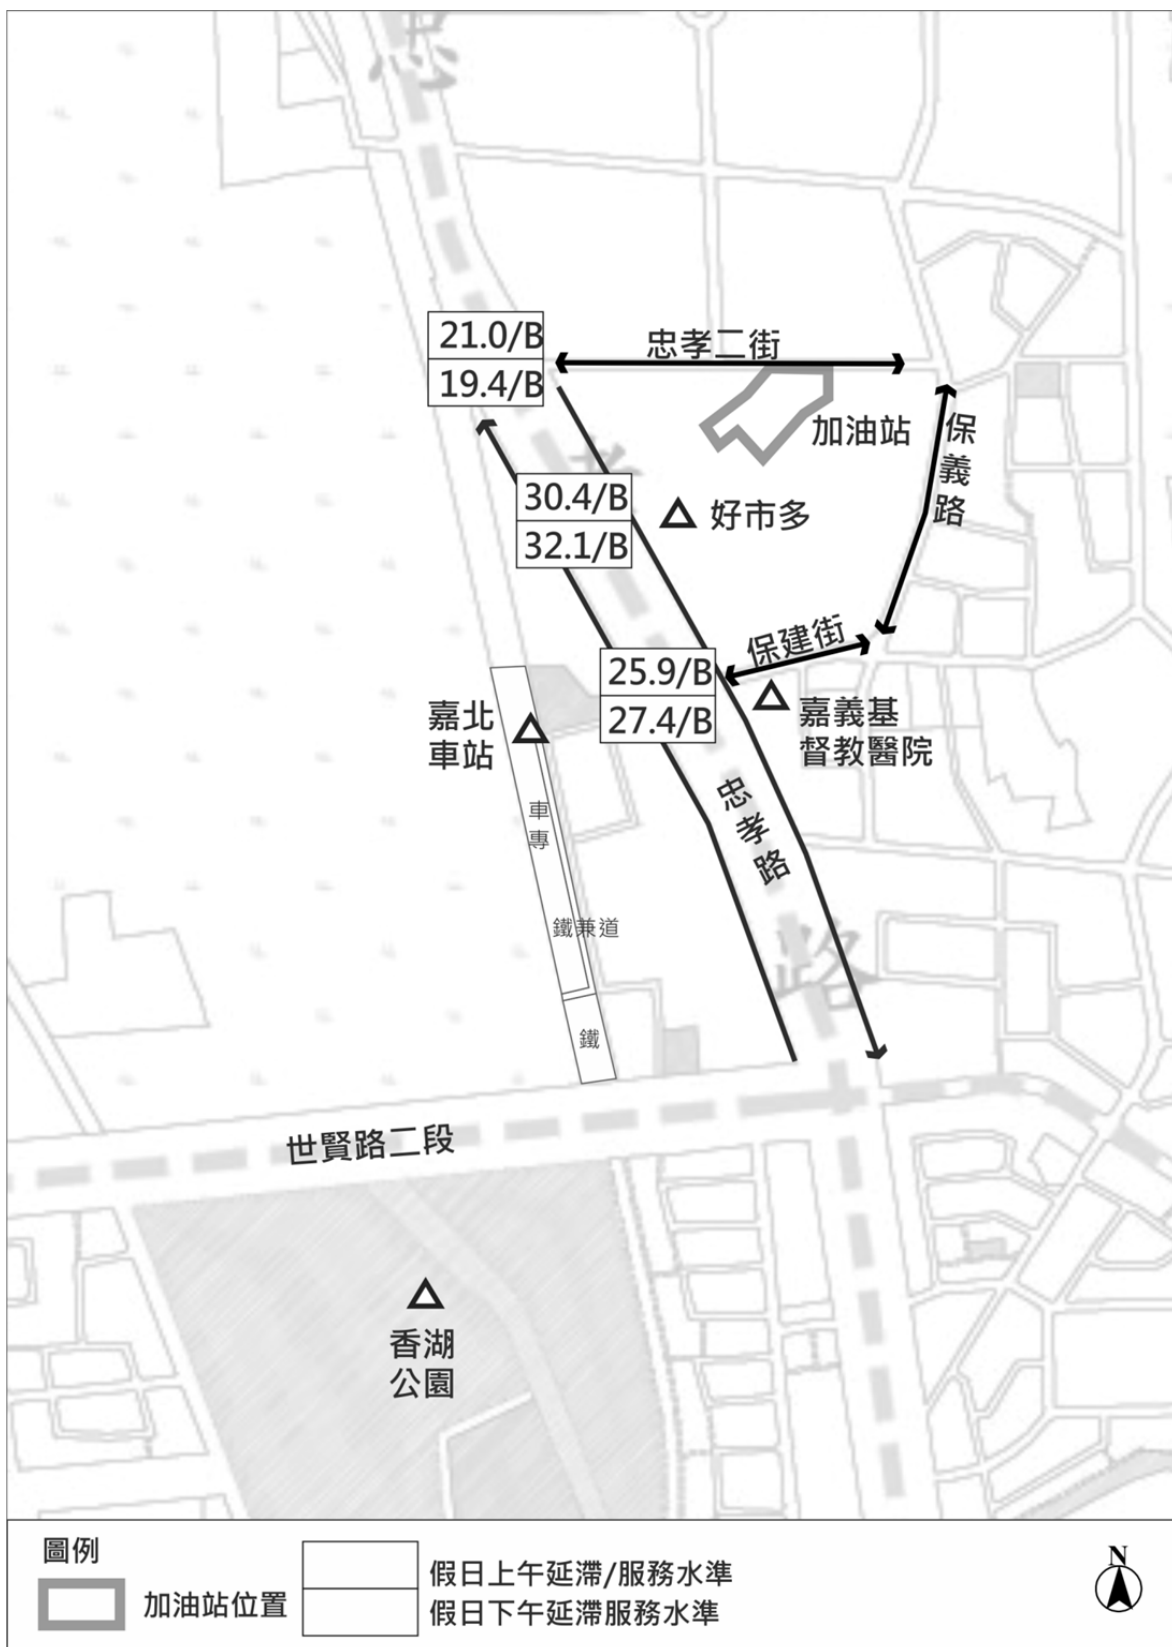 忠
21.0/B
19.4/B
忠孝二街
加油站
保義路
孝
30.4/B
32.1/B
好市多
保建街
25.9/B
27.4/B
嘉北
車站
嘉義基
督教醫院
車專
忠孝路
鐵兼道
路
鐵
世賢路二段
香湖
公園
圖例
加油站位置
假日上午延滯/服務水準
假日下午延滯服務水準
N